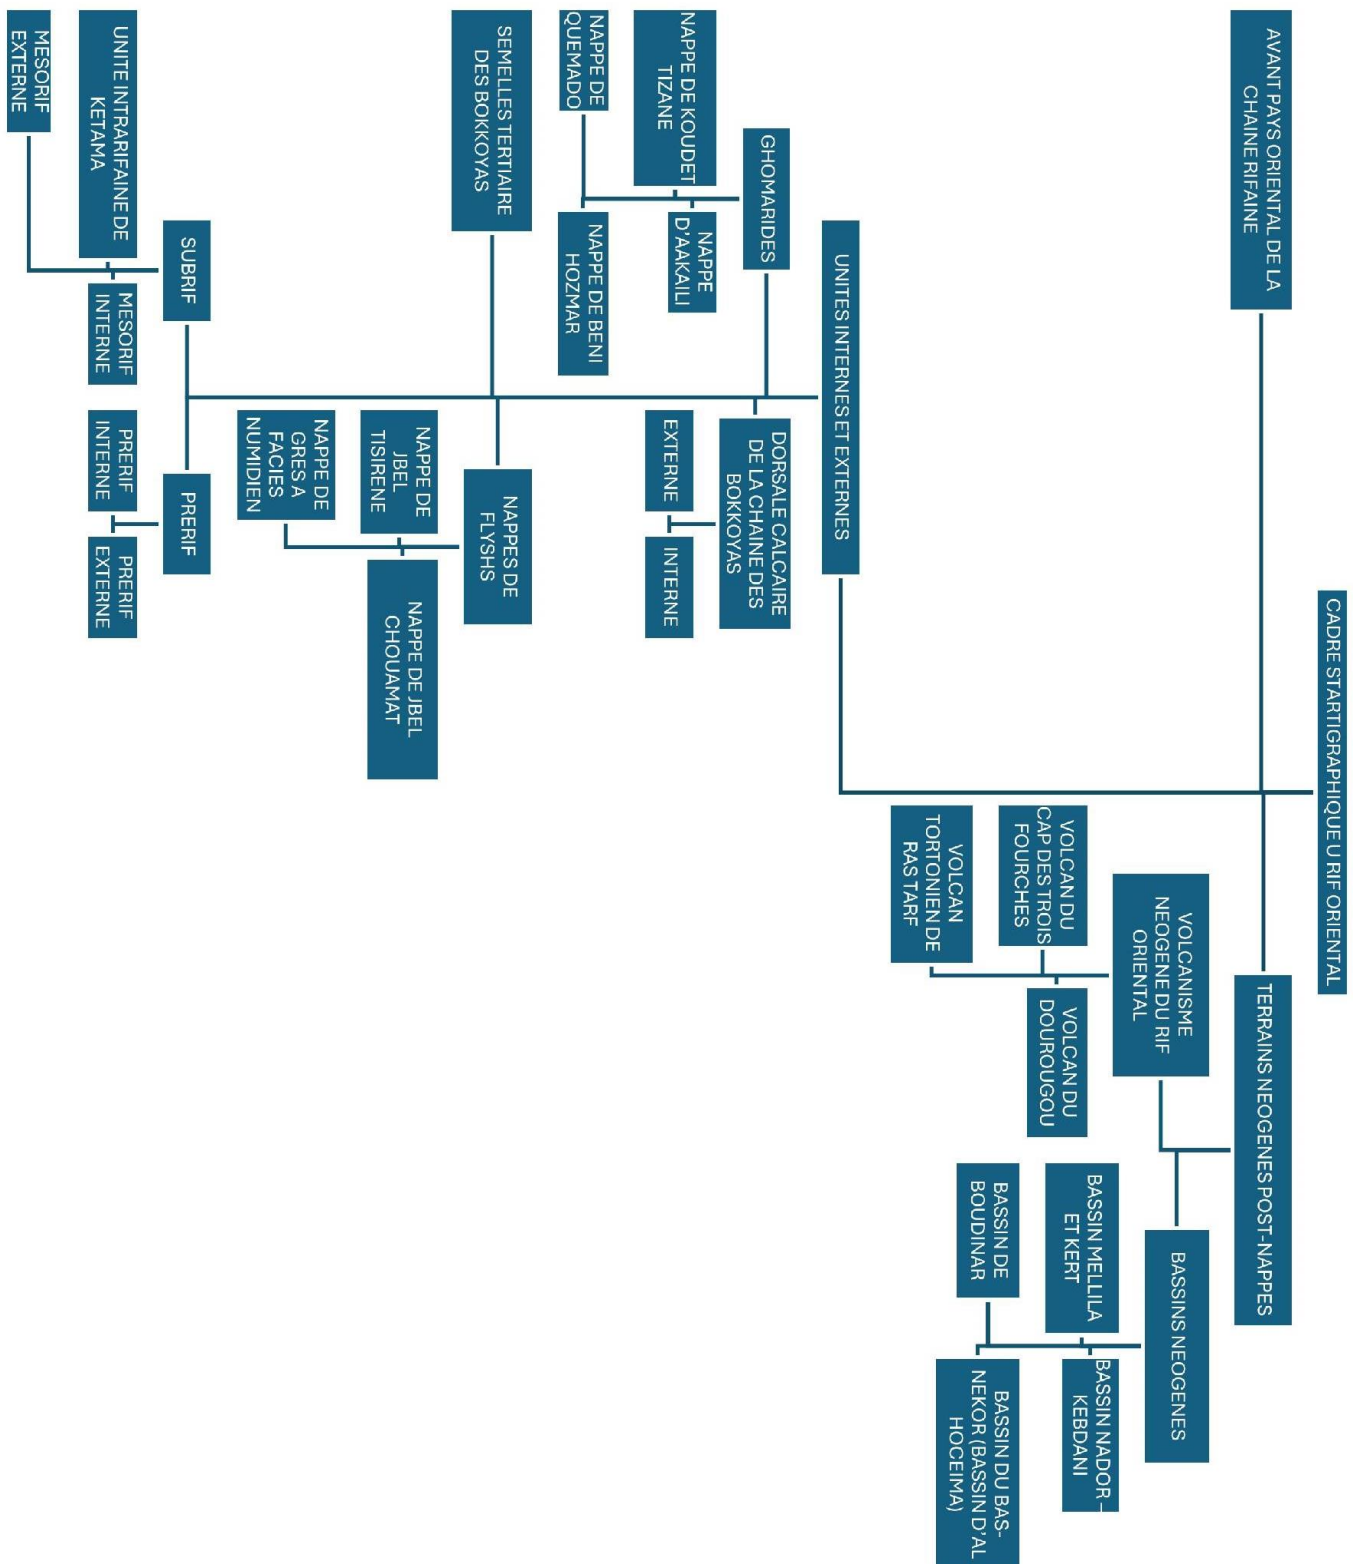 CADRE STARTIGRAPHIQUE U RIF ORIENTAL
AVANT PAYS ORIENTAL DE LA
CHAINE RIFAINE
TERRAINS NEOGENES POST-NAPPES
VOLCANISME
NEOGENE DU RIF
ORIENTAL
BASSINS NEOGENES
VOLCAN DU
CAP DES TROIS
FOURCHES
VOLCAN DU
DOUROUGOU
VOLCAN
TORTONIEN DE
RAS TARF
BASSIN MELLILA
ET KERT
BASSIN NADOR –
KEBDANI
BASSIN DE
BOUDINAR
BASSIN DU BAS-
NEKOR (BASSIN D'AL
HOCEIMA)
UNITES INTERNES ET EXTERNES
GHOMARIDES
DORSALE CALCAIRE
DE LA CHAINE DES
BOKKOYAS
NAPPE DE KOUDET
TIZANE
NAPPE
D'AAKAILI
NAPPE DE
QUEMADO
NAPPE DE BENI
HOZMAR
EXTERNE
INTERNE
SEMELLES TERTIAIRE
DES BOKKOYAS
NAPPES DE
FLYSHS
NAPPE DE
JBEL
TISIRENE
NAPPE DE JBEL
CHOUAMAT
NAPPE DE
GRES A
FACIES
NUMIDIEN
SUBRIF
PRERIF
UNITE INTRARIFAINE DE
KETAMA
MESORIF
INTERNE
MESORIF
EXTERNE
PRERIF
INTERNE
PRERIF
EXTERNE